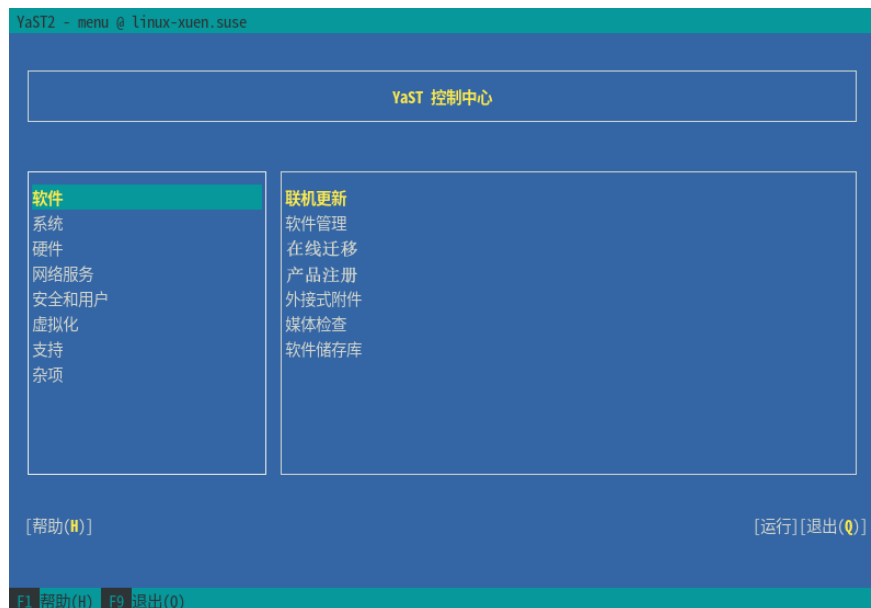 YaST2 - menu @ linux-xuen.suse
YaST 控制中心
软件
系统
硬件
网络服务
安全和用户
虚拟化
支持
杂项
联机更新
软件管理
在线迁移
产品注册
外接式附件
媒体检查
软件储存库
[帮助(H)]
[运行][退出(Q)]
F1 帮助(H) F9 退出(Q)